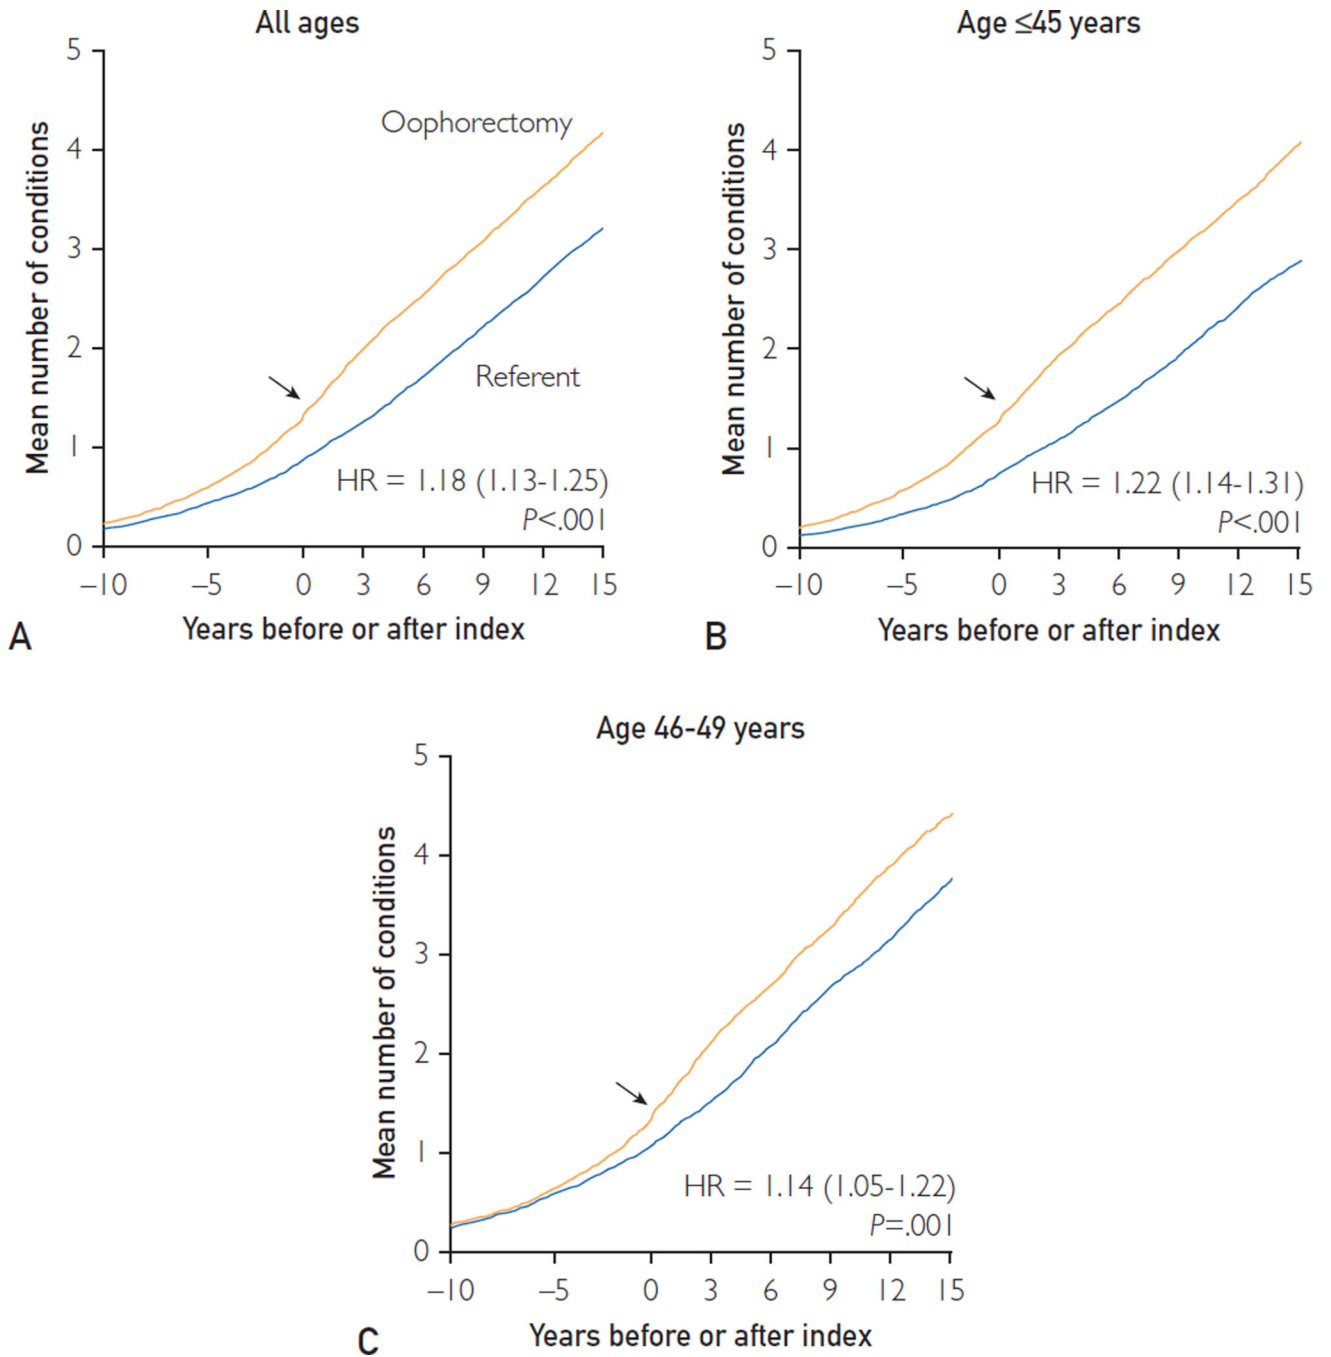 All ages
5
4
3
2
1
0
Mean number of conditions
Oophorectomy
Referent
HR = 1.18 (1.13-1.25)
P<.001
–10 –5 0 3 6 9 12 15
Years before or after index
A
Age ≤45 years
5
4
3
2
1
0
Mean number of conditions
HR = 1.22 (1.14-1.31)
P<.001
–10 –5 0 3 6 9 12 15
Years before or after index
B
Age 46-49 years
5
4
3
2
1
0
Mean number of conditions
HR = 1.14 (1.05-1.22)
P=.001
–10 –5 0 3 6 9 12 15
Years before or after index
C